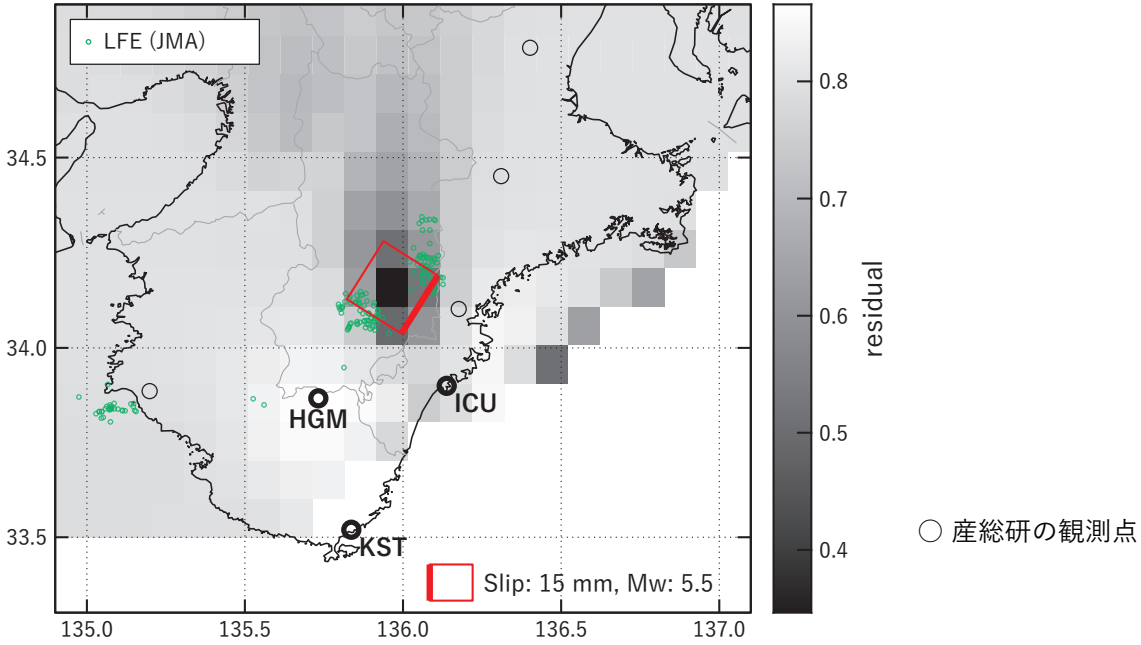 LFE (JMA)
34.5
34.0
33.5
HGM
ICU
KST
Slip: 15 mm, Mw: 5.5
135.0
135.5
136.0
136.5
137.0
0.8
0.7
0.6
0.5
0.4
residual
産総研の観測点